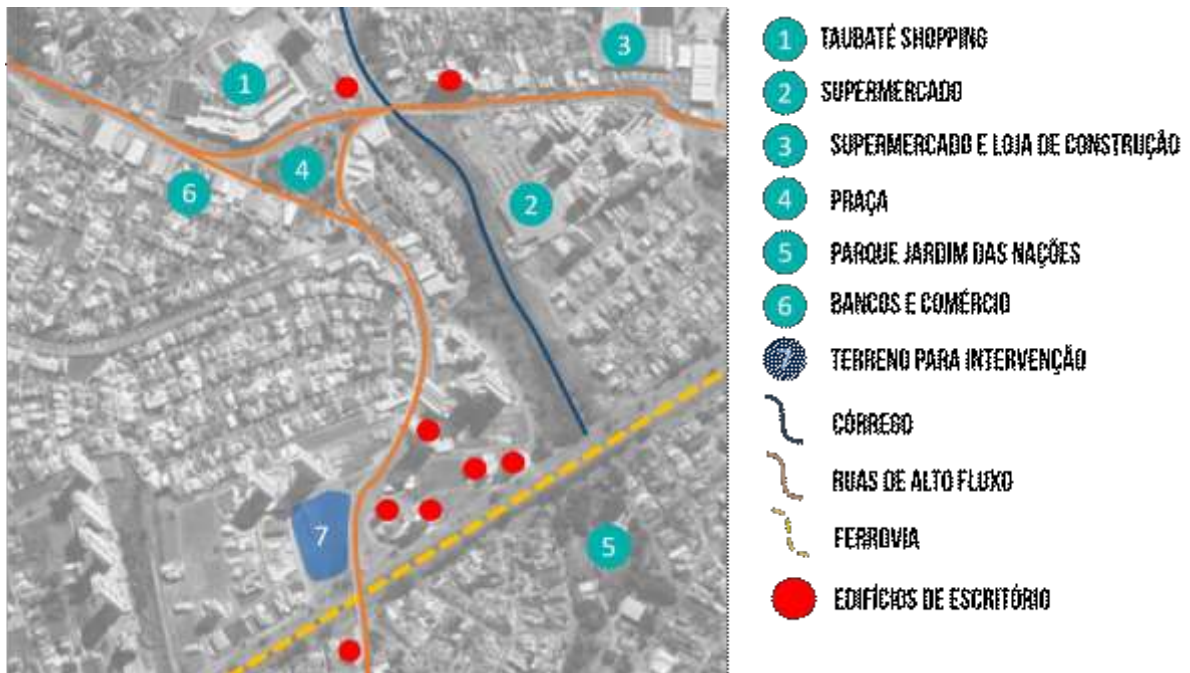 1 TAUBATÉ SHOPPING
2 SUPERMERCADO
3 SUPERMERCADO E LOJA DE CONSTRUÇÃO
4 PRAÇA
5 PARQUE JARDIM DAS NAÇÕES
6 BANCOS E COMÉRCIO
7 TERRENO PARA INTERVENÇÃO
CÓRREGO
RUAS DE ALTO FLUXO
FERROVIA
EDIFÍCIOS DE ESCRITÓRIO
3
1
4
6
2
7
5